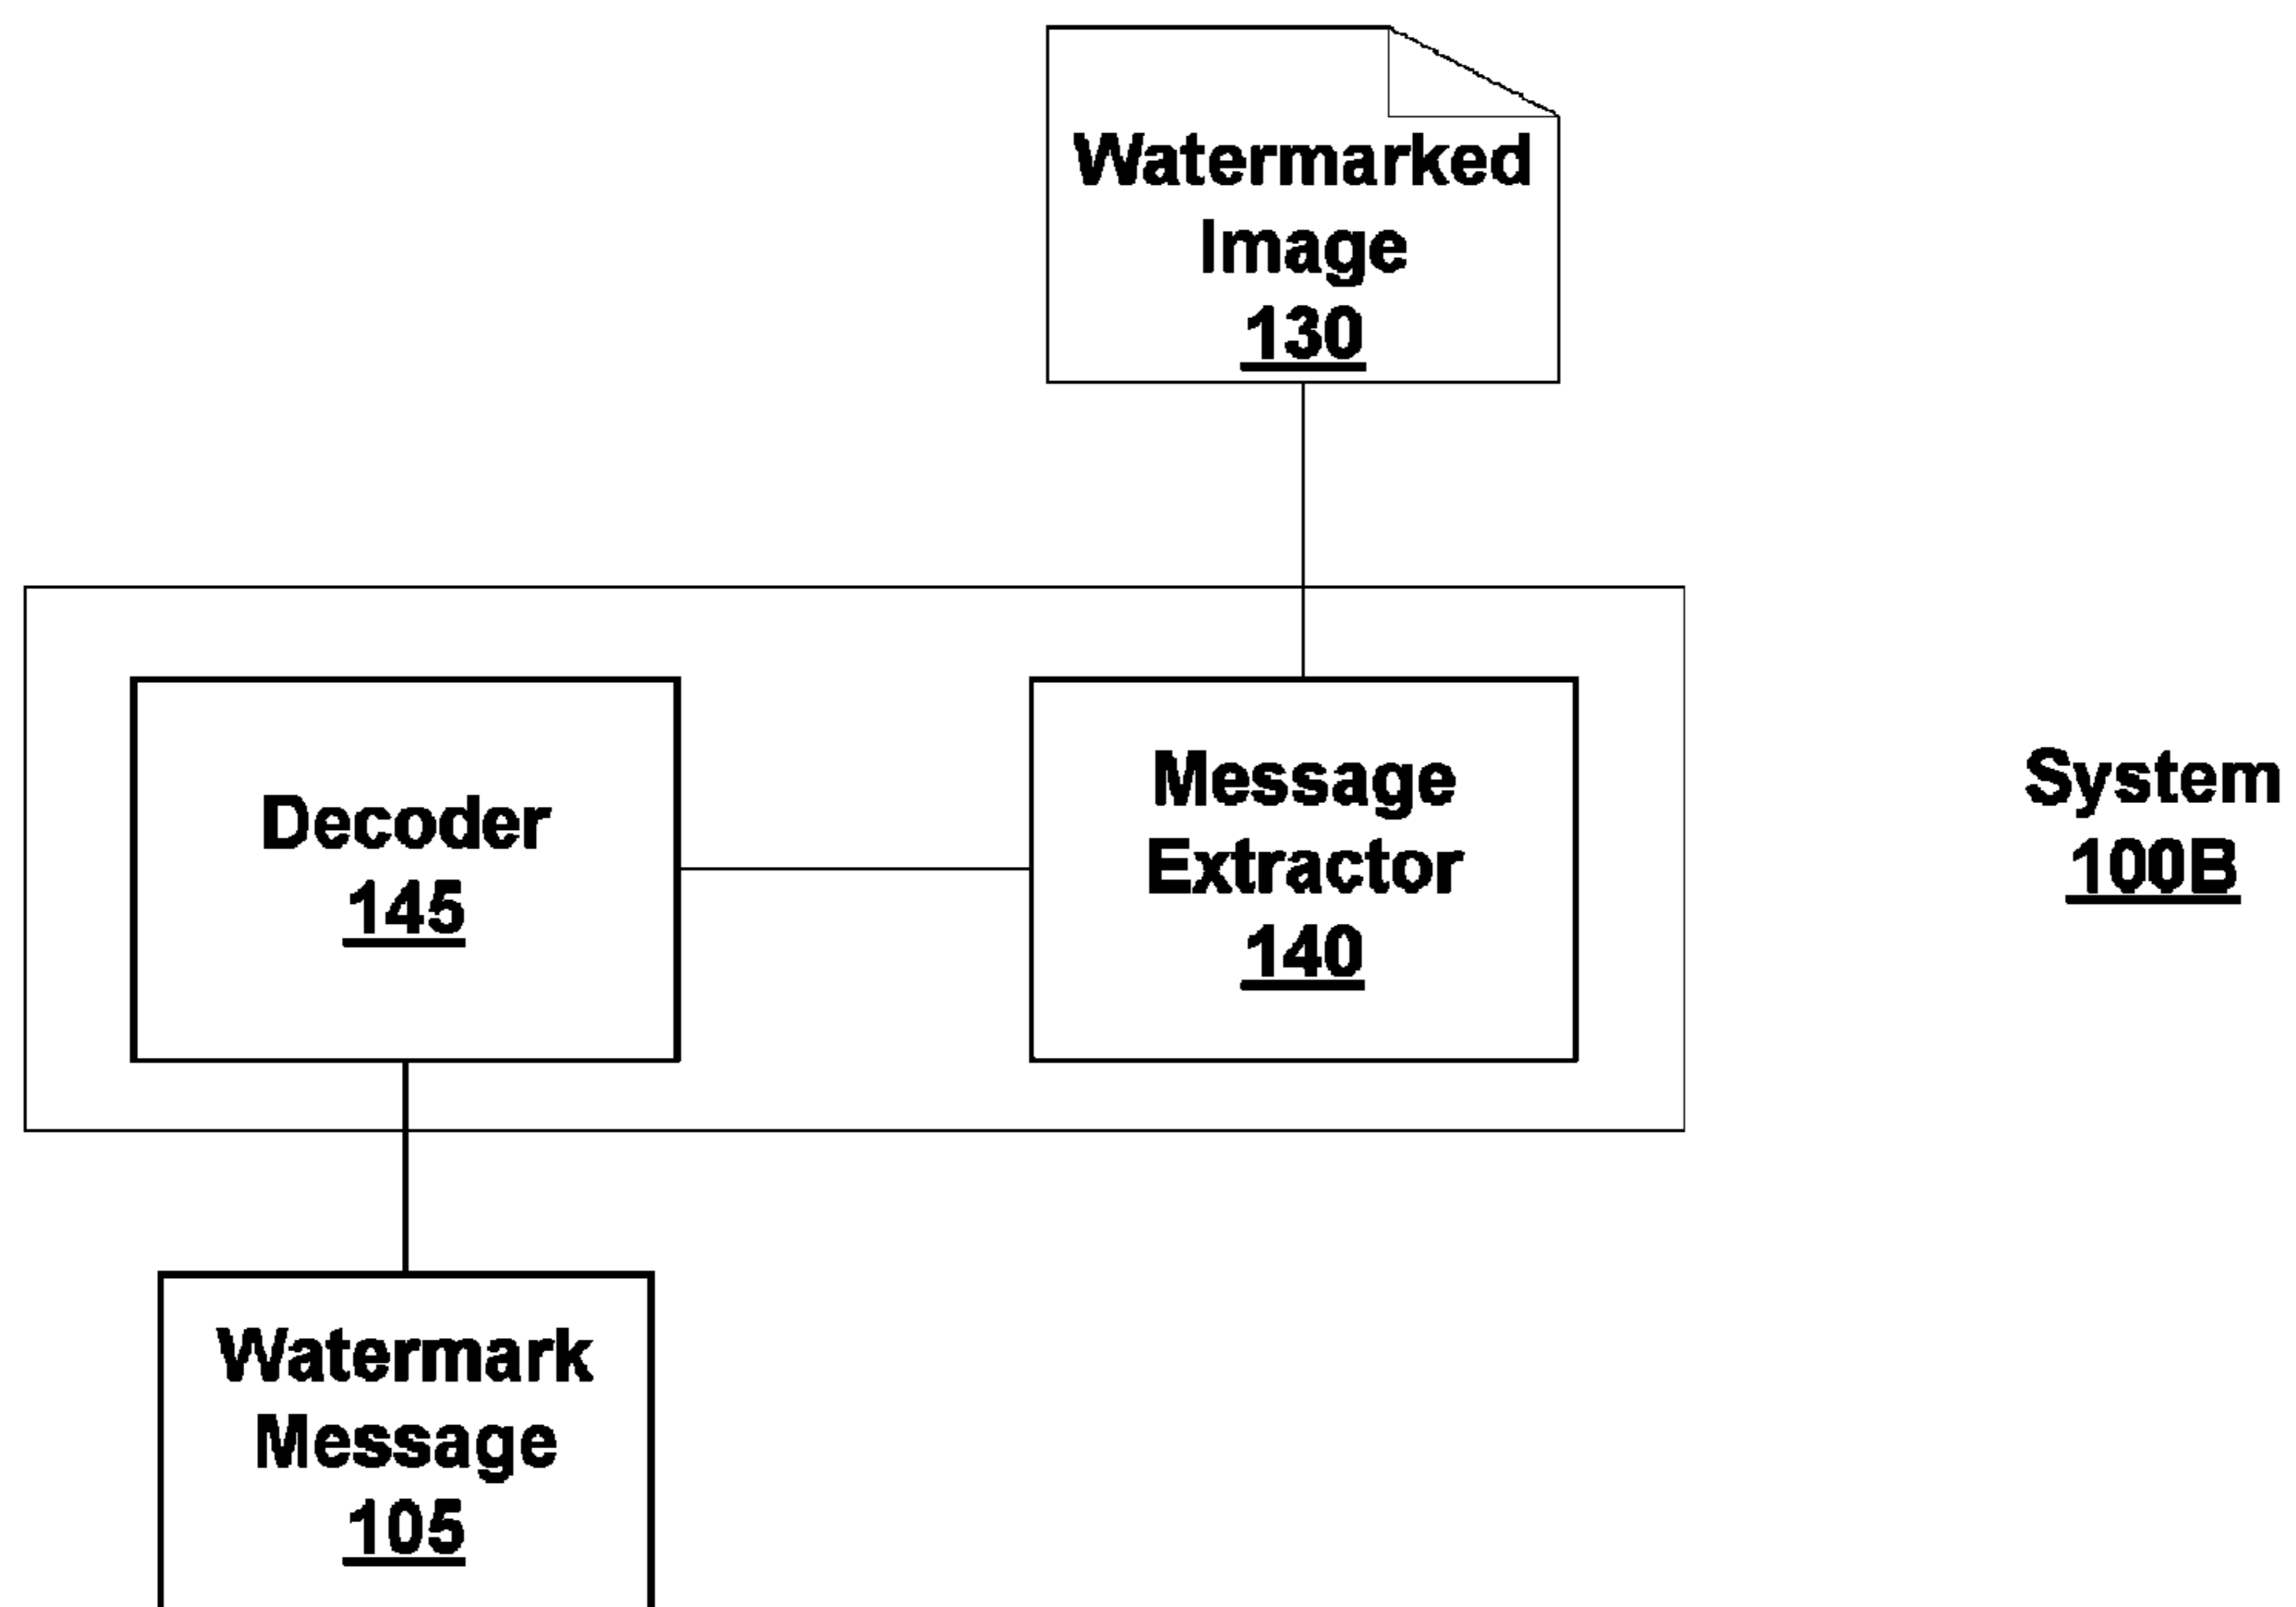 Watermarked
Image
130
Decoder
145
Message
Extractor
140
System
100B
Watermark
Message
105